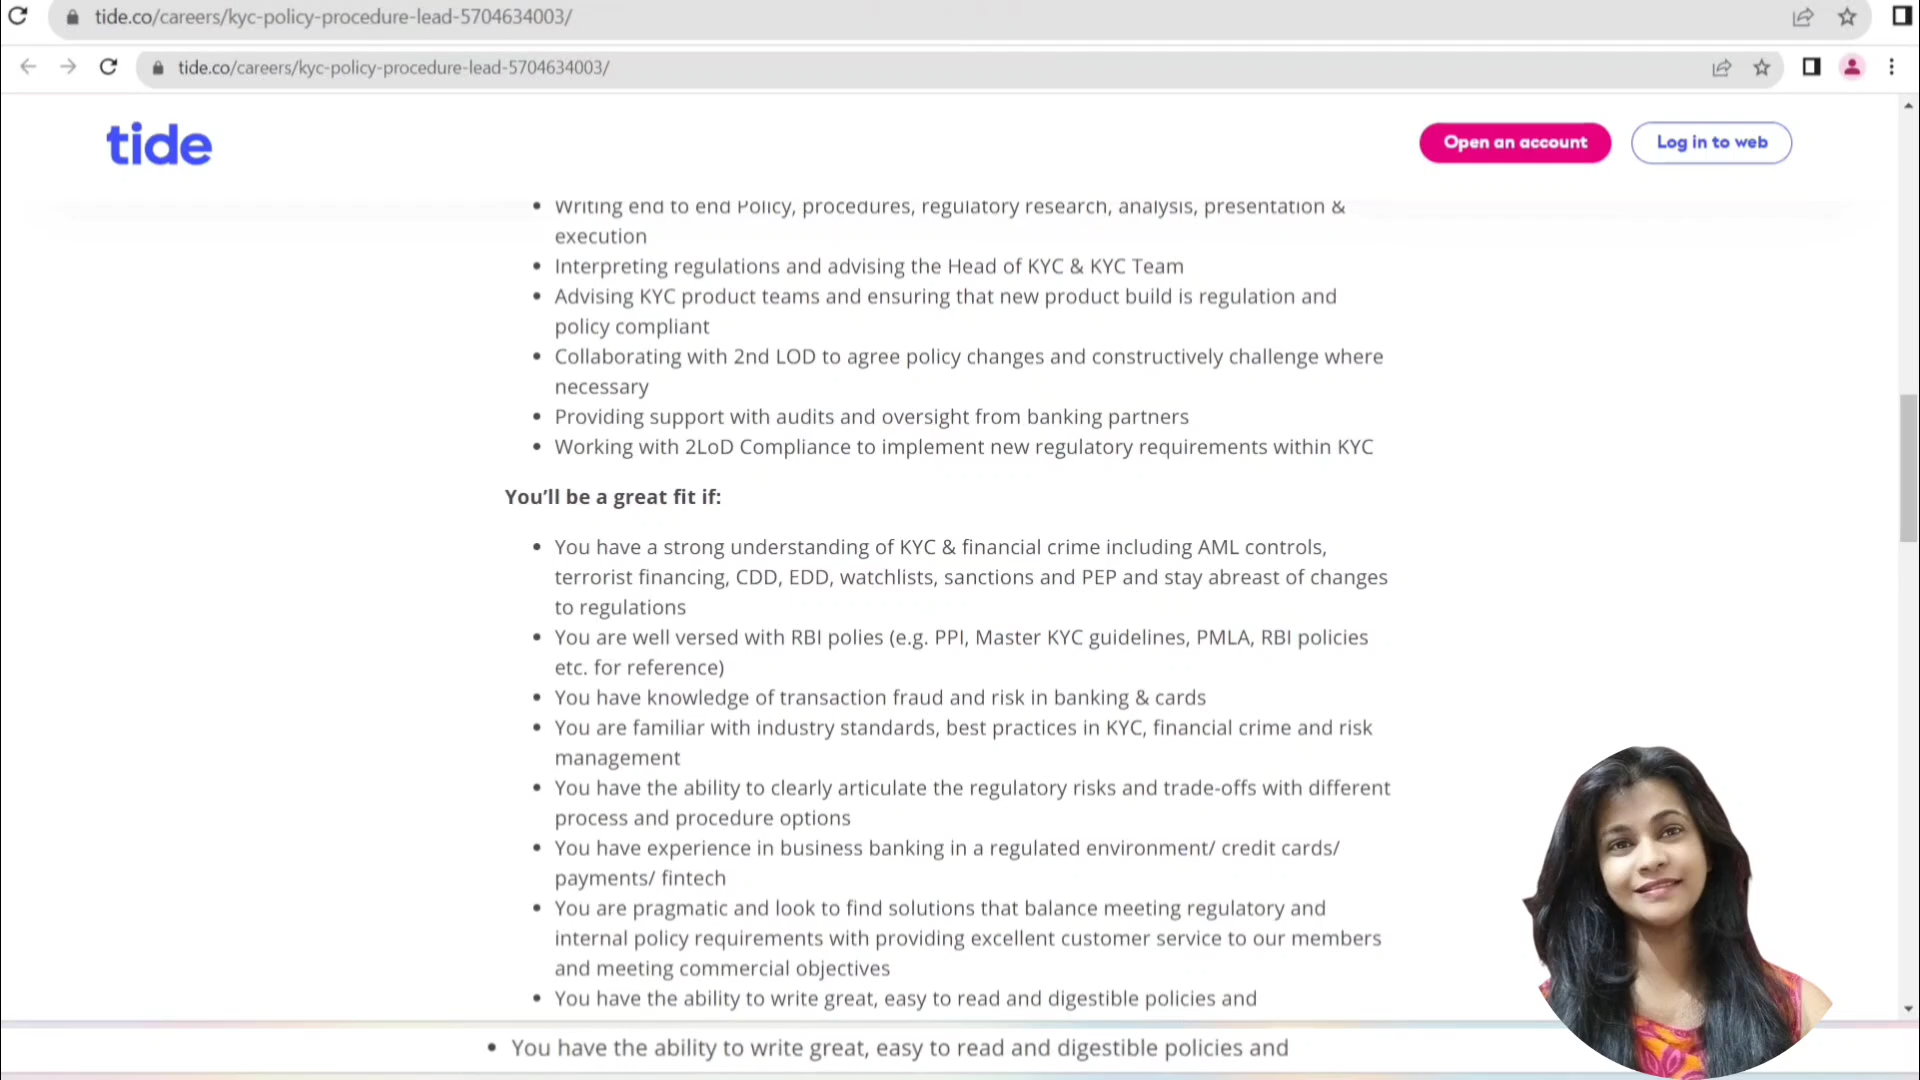 tide.co/careers/kyc-policy-procedure-lead-5704634003/
tide.co/careers/kyc-policy-procedure-lead-5704634003/
tide
Open an account
Log in to web
Writing end to end Policy, procedures, regulatory research, analysis, presentation &
execution
Interpreting regulations and advising the Head of KYC & KYC Team
Advising KYC product teams and ensuring that new product build is regulation and
policy compliant
Collaborating with 2nd LOD to agree policy changes and constructively challenge where
necessary
Providing support with audits and oversight from banking partners
Working with 2LoD Compliance to implement new regulatory requirements within KYC
You’ll be a great fit if:
You have a strong understanding of KYC & financial crime including AML controls,
terrorist financing, CDD, EDD, watchlists, sanctions and PEP and stay abreast of changes
to regulations
You are well versed with RBI polies (e.g. PPI, Master KYC guidelines, PMLA, RBI policies
etc. for reference)
You have knowledge of transaction fraud and risk in banking & cards
You are familiar with industry standards, best practices in KYC, financial crime and risk
management
You have the ability to clearly articulate the regulatory risks and trade-offs with different
process and procedure options
You have experience in business banking in a regulated environment/ credit cards/
payments/ fintech
You are pragmatic and look to find solutions that balance meeting regulatory and
internal policy requirements with providing excellent customer service to our members
and meeting commercial objectives
You have the ability to write great, easy to read and digestible policies and
You have the ability to write great, easy to read and digestible policies and